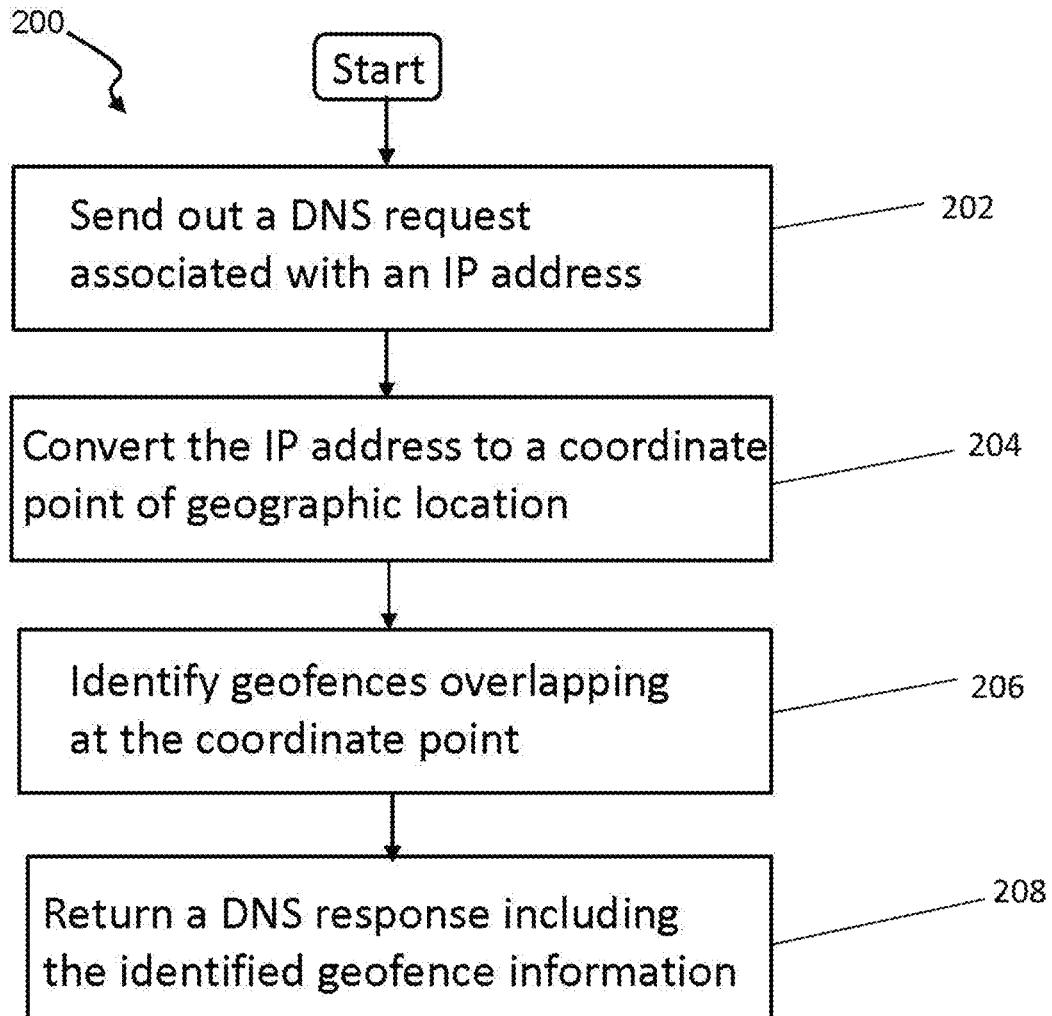 200
Start
Send out a DNS request
associated with an IP address
202
Convert the IP address to a coordinate
point of geographic location
204
Identify geofences overlapping
at the coordinate point
206
Return a DNS response including
the identified geofence information
208